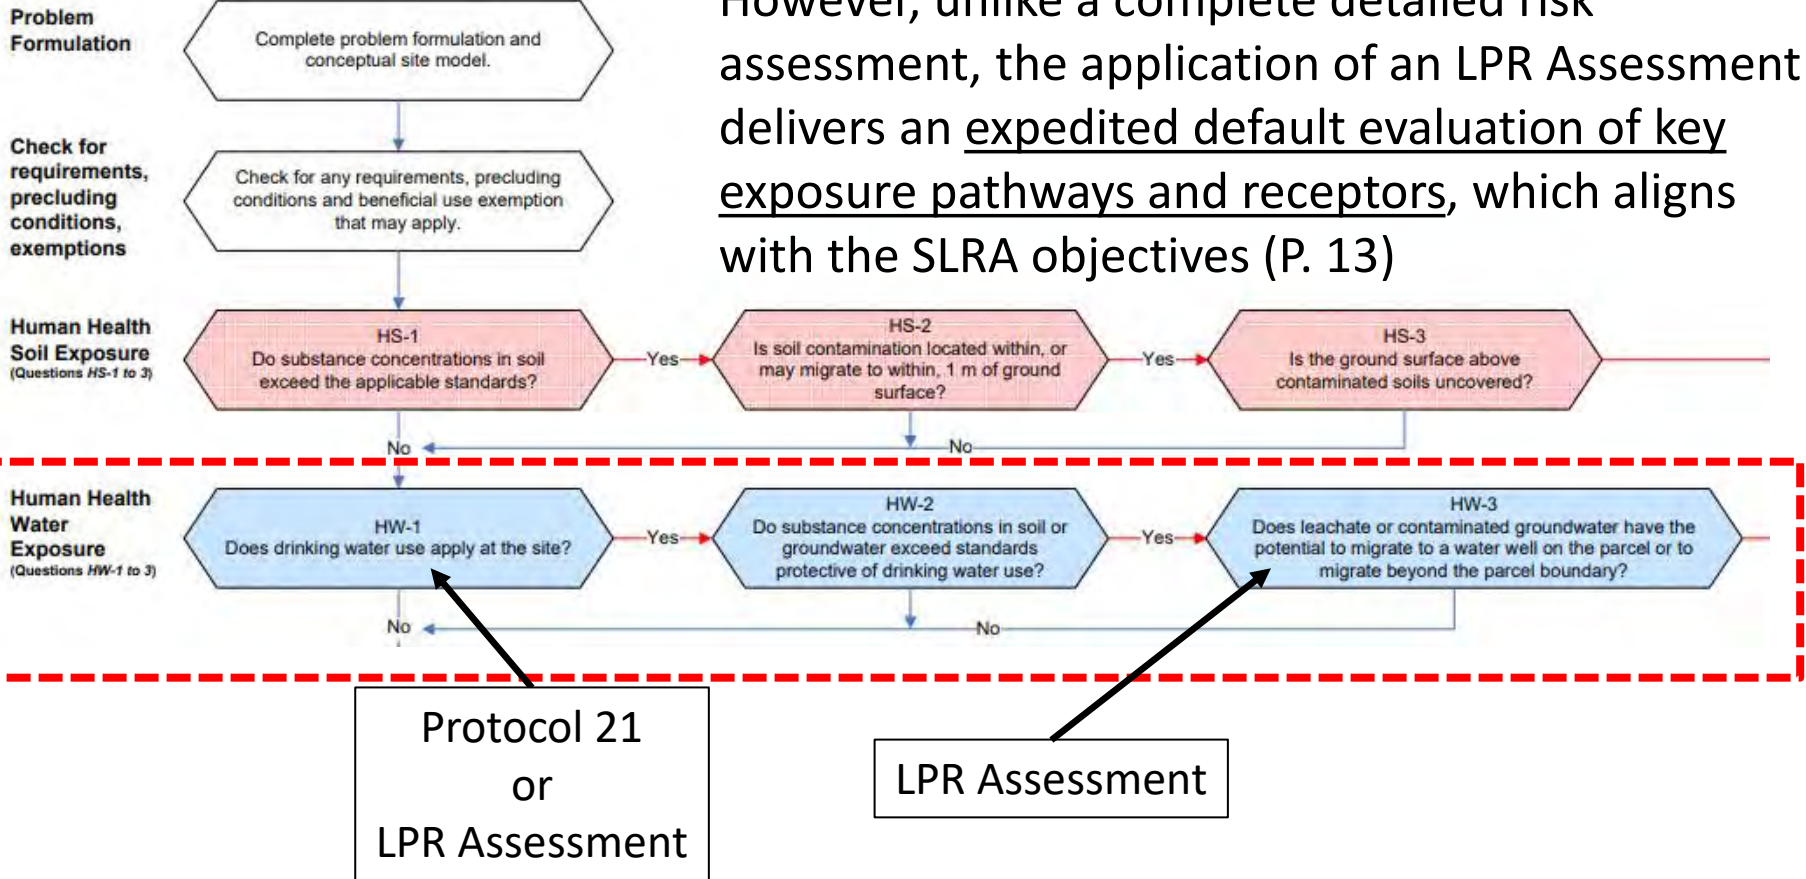 However, unlike a complete detailed risk
assessment, the application of an LPR Assessment
delivers an expedited default evaluation of key
exposure pathways and receptors, which aligns
with the SLRA objectives (P. 13)
Problem
Formulation
Complete problem formulation and
conceptual site model.
Check for
requirements,
precluding
conditions,
exemptions
Check for any requirements, precluding
conditions and beneficial use exemption
that may apply.
Human Health
Soil Exposure
(Questions HS-1 to 3)
HS-1
Do substance concentrations in soil
exceed the applicable standards?
Yes
HS-2
Is soil contamination located within, or
may migrate to within, 1 m of ground
surface?
Yes
HS-3
Is the ground surface above
contaminated soils uncovered?
No
No
Human Health
Water
Exposure
(Questions HW-1 to 3)
HW-1
Does drinking water use apply at the site?
Yes
HW-2
Do substance concentrations in soil or
groundwater exceed standards
protective of drinking water use?
Yes
HW-3
Does leachate or contaminated groundwater have the
potential to migrate to a water well on the parcel or to
migrate beyond the parcel boundary?
No
No
Protocol 21
or
LPR Assessment
LPR Assessment